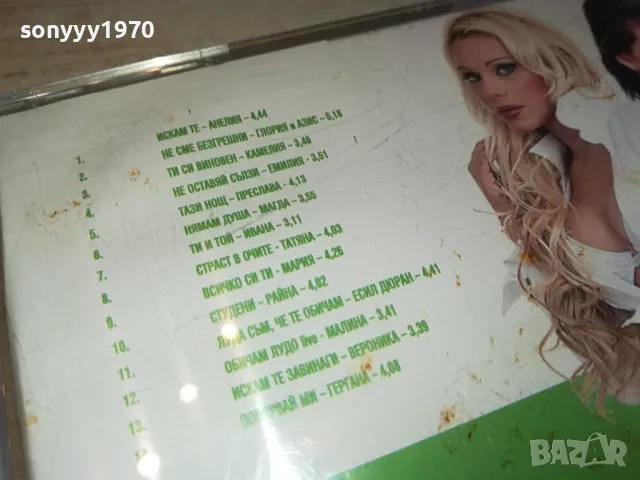 sonyyy1970
1. ИСКАМ ТЕ – АНЕЛИЯ – 4,44
2. НЕ СМЕ БЕЗГРЕШНИ – ГЛОРИЯ и АЗИС – 5,18
3. ТИ СИ ВИНОВЕН – КАМЕЛИЯ – 3,48
4. НЕ ОСТАВЯЙ СЪЛЗИ – ЕМИЛИЯ – 3,51
5. ТАЗИ НОЩ – ПРЕСЛАВА – 4,13
6. НЯМАМ ДУША – МАГДА – 3,55
7. ТИ И ТОЙ – ИВАНА – 3,11
8. СТРАСТ В ОЧИТЕ – ТАТЯНА – 4,03
9. ВСИЧКО СИ ТИ – МАРИЯ – 4,26
10. СТУДЕНИ – РАЙНА – 4,02
11. ЛУДА СЪМ, ЧЕ ТЕ ОБИЧАМ – ЕСИЛ ДЮРАН – 4,41
12. ОБИЧАМ ЛУДО live – МАЛИНА – 3,41
13. ИСКАМ ТЕ ЗАВИНАГИ – ВЕРОНИКА – 3,39
МИ – ГЕРГАНА – 4,08
BAZAR
bazar.bg